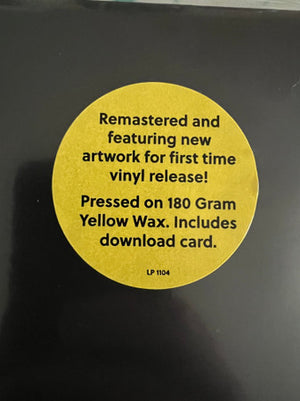 Remastered and
featuring new
artwork for first time
vinyl release!
Pressed on 180 Gram
Yellow Wax. Includes
download card.
LP 1104